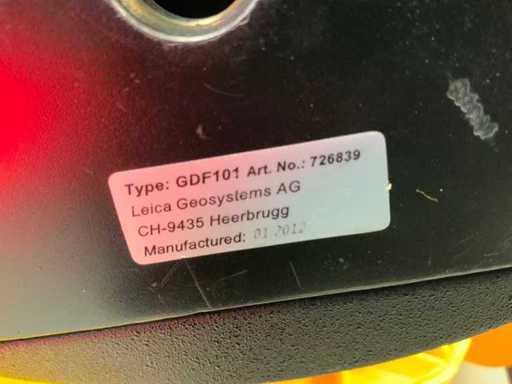 Type: GDF101 Art. No.: 726839
Leica Geosystems AG
CH-9435 Heerbrugg
Manufactured: 01 2012